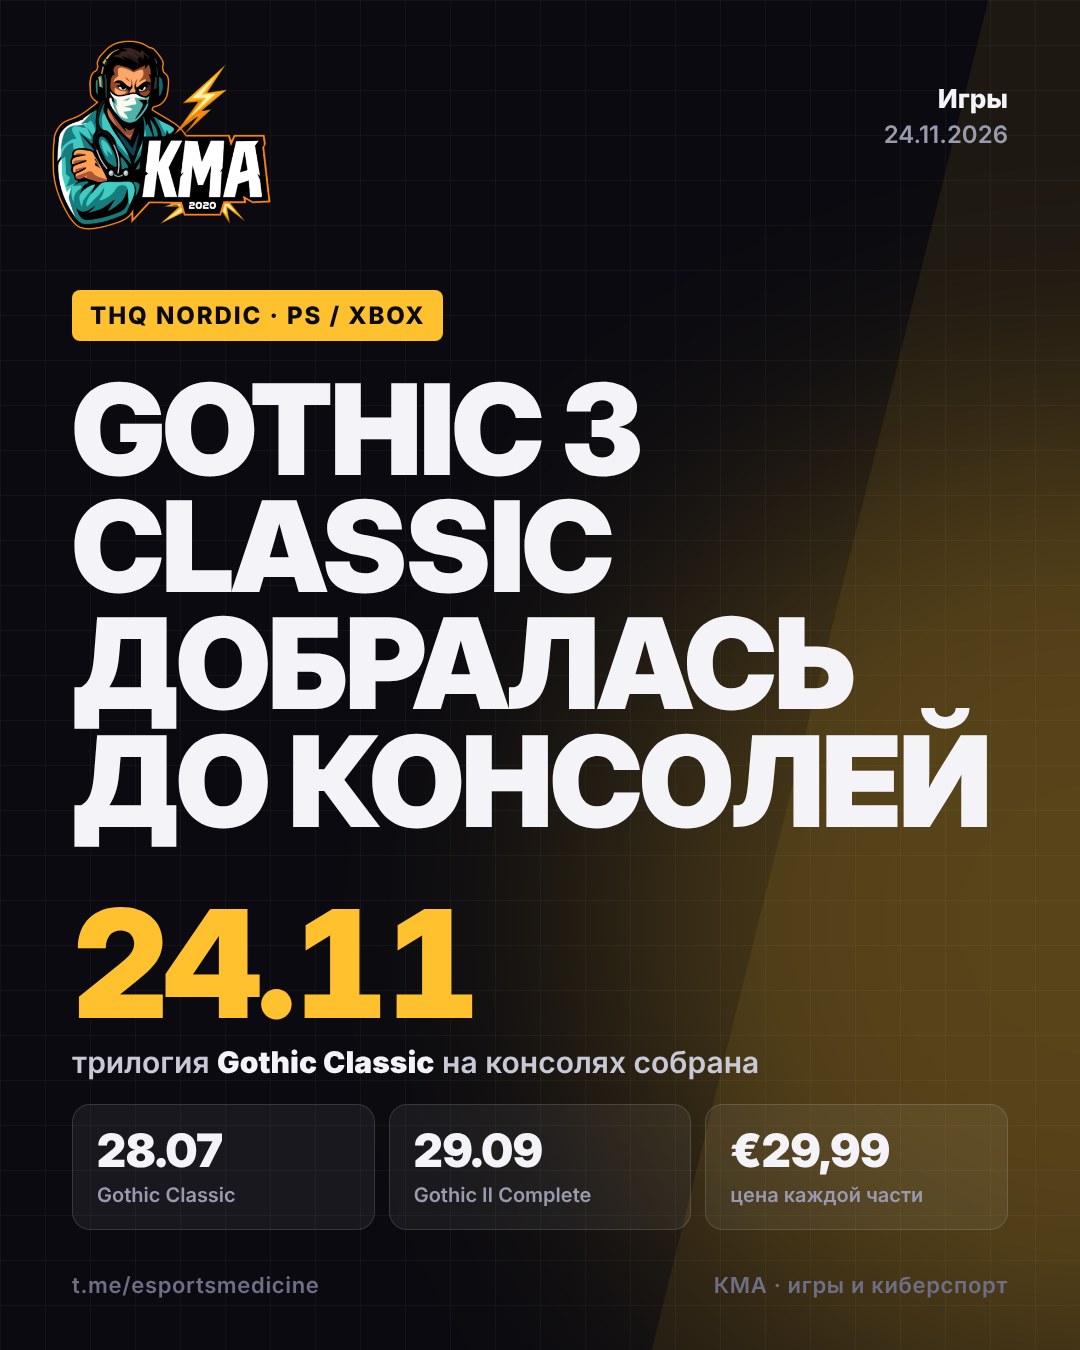 KMA
2020
Игры
24.11.2026
THQ NORDIC · PS / XBOX
GOTHIC 3
CLASSIC
ДОБРАЛАСЬ
ДО КОНСОЛЕЙ
24.11
трилогия Gothic Classic на консолях собрана
28.07
Gothic Classic
29.09
Gothic II Complete
€29,99
цена каждой части
t.me/esportsmedicine
КМА · игры и киберспорт